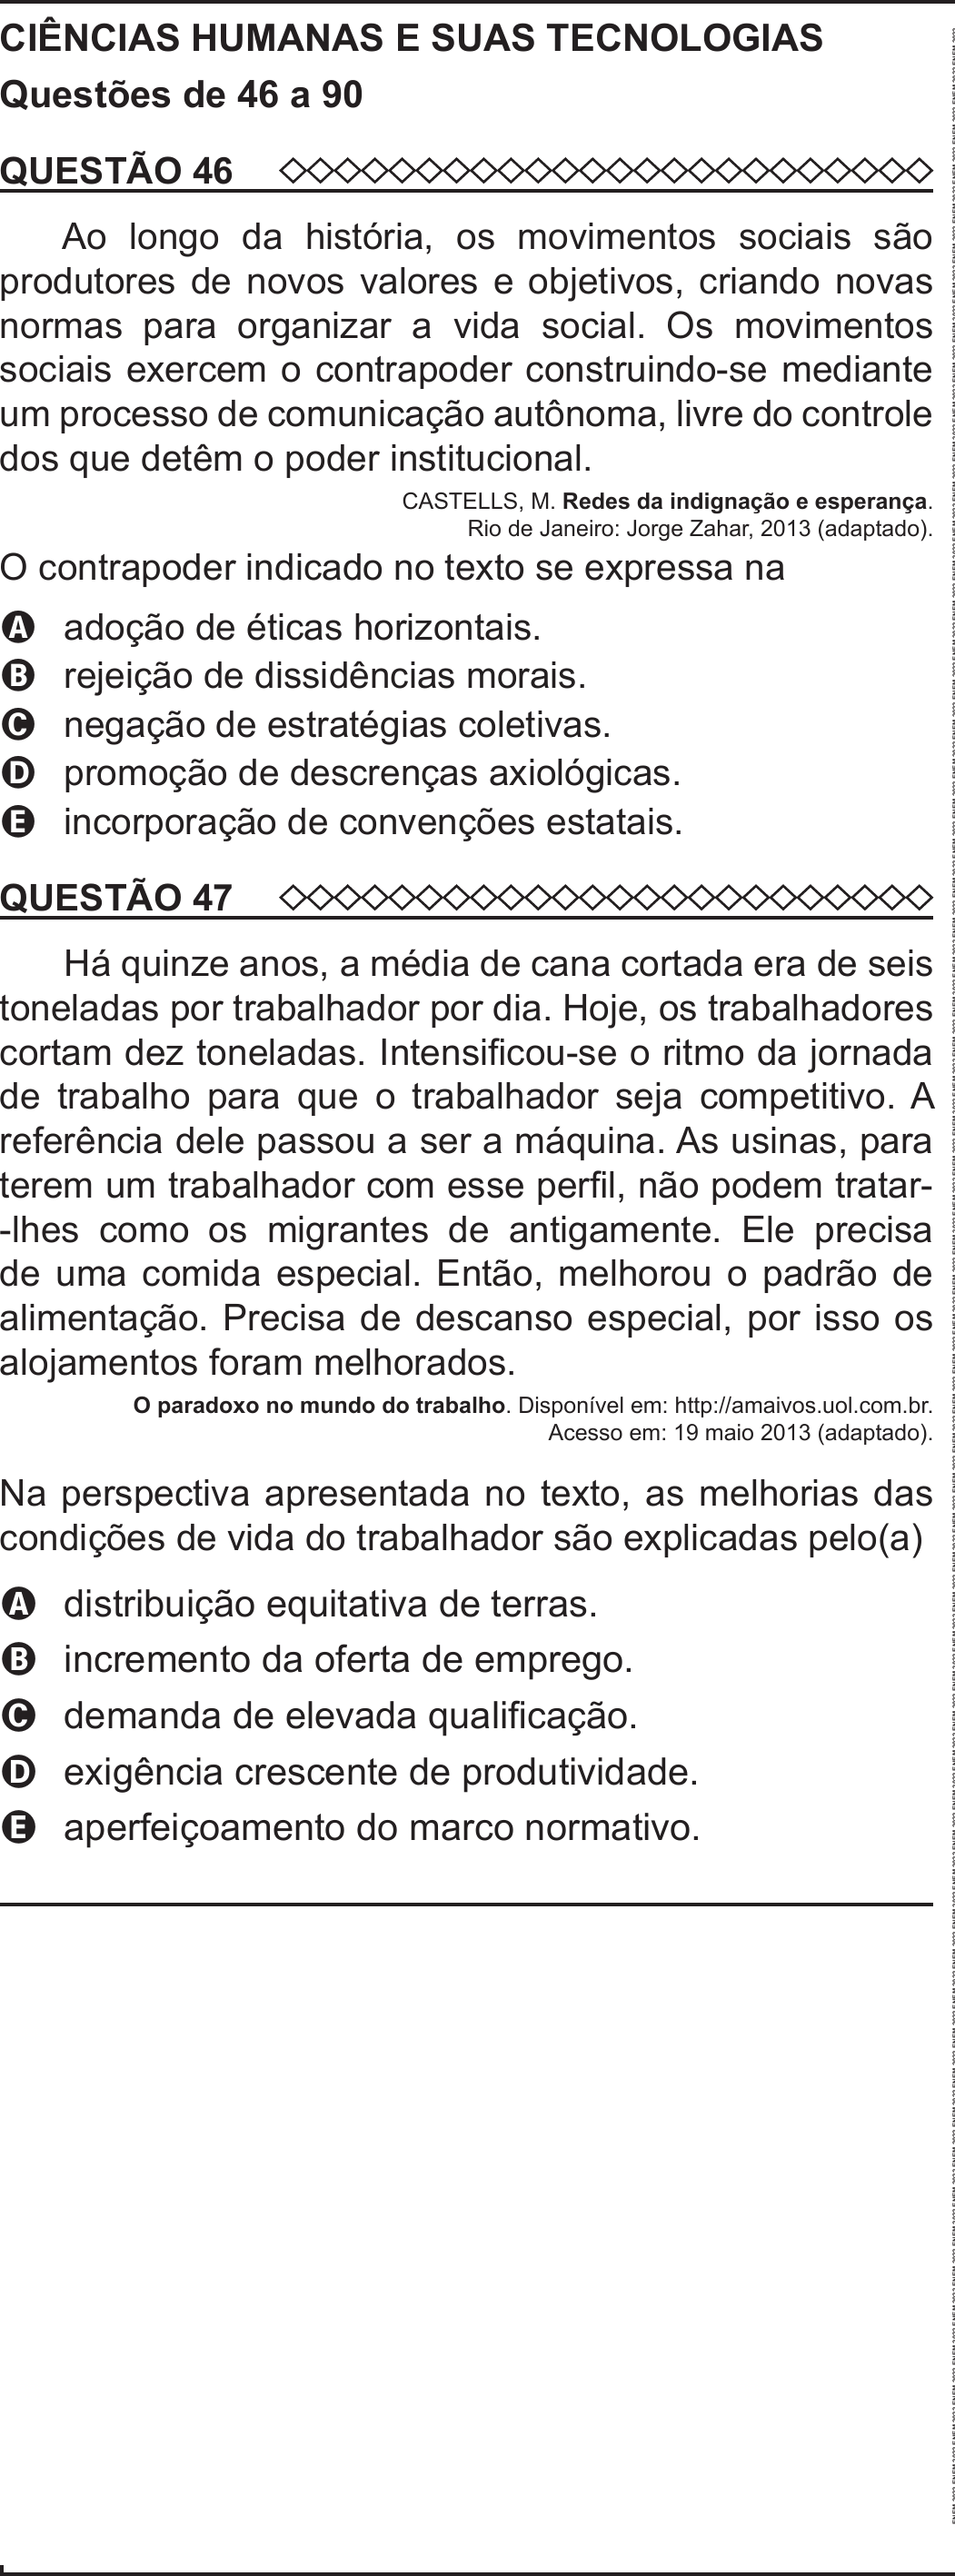 CIÊNCIAS HUMANAS E SUAS TECNOLOGIAS
Questões de 46 a 90
QUESTÃO 46
Ao longo da história, os movimentos sociais são
produtores de novos valores e objetivos, criando novas
normas para organizar a vida social. Os movimentos
sociais exercem o contrapoder construindo-se mediante
um processo de comunicação autônoma, livre do controle
dos que detêm o poder institucional.
CASTELLS, M. Redes da indignação e esperança.
Rio de Janeiro: Jorge Zahar, 2013 (adaptado).
O contrapoder indicado no texto se expressa na
A adoção de éticas horizontais.
B rejeição de dissidências morais.
C negação de estratégias coletivas.
D promoção de descrenças axiológicas.
E incorporação de convenções estatais.
QUESTÃO 47
Há quinze anos, a média de cana cortada era de seis
toneladas por trabalhador por dia. Hoje, os trabalhadores
cortam dez toneladas. Intensificou-se o ritmo da jornada
de trabalho para que o trabalhador seja competitivo. A
referência dele passou a ser a máquina. As usinas, para
terem um trabalhador com esse perfil, não podem tratar-
-lhes como os migrantes de antigamente. Ele precisa
de uma comida especial. Então, melhorou o padrão de
alimentação. Precisa de descanso especial, por isso os
alojamentos foram melhorados.
O paradoxo no mundo do trabalho. Disponível em: http://amaivos.uol.com.br.
Acesso em: 19 maio 2013 (adaptado).
Na perspectiva apresentada no texto, as melhorias das
condições de vida do trabalhador são explicadas pelo(a)
A distribuição equitativa de terras.
B incremento da oferta de emprego.
C demanda de elevada qualificação.
D exigência crescente de produtividade.
E aperfeiçoamento do marco normativo.